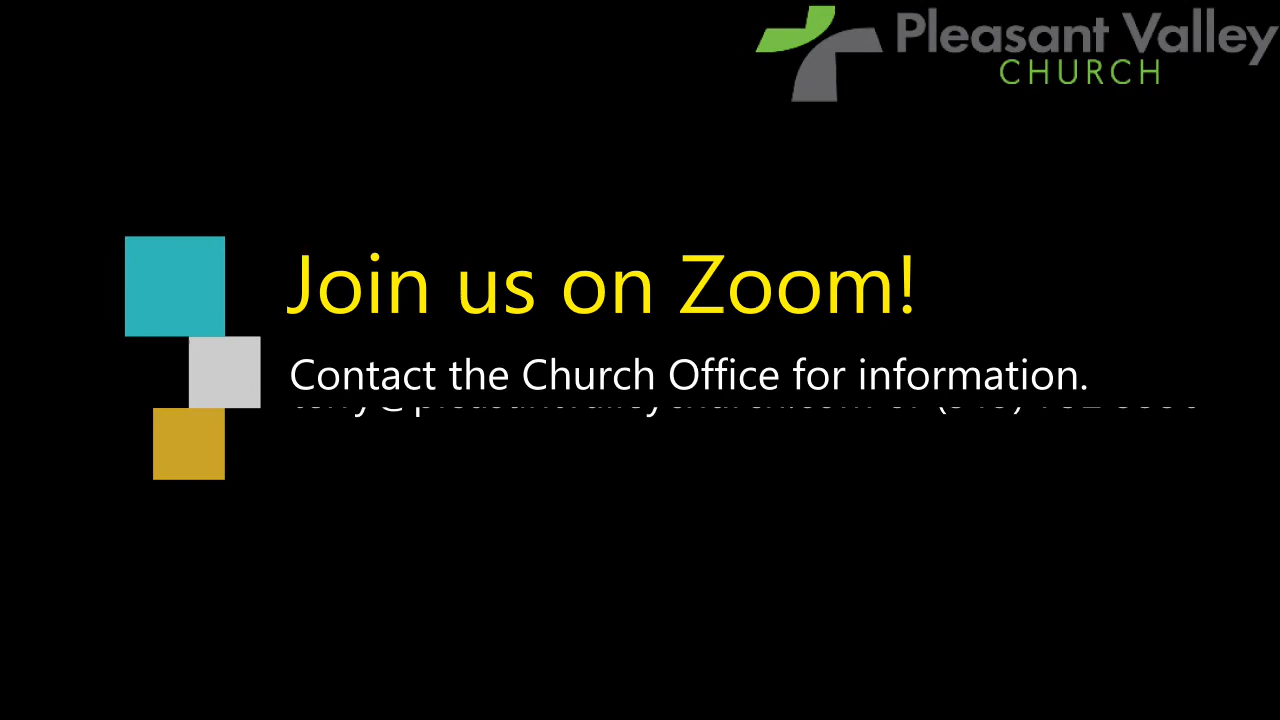 Pleasant Valley
CHURCH
Join us on Zoom!
Contact the Church Office for information.